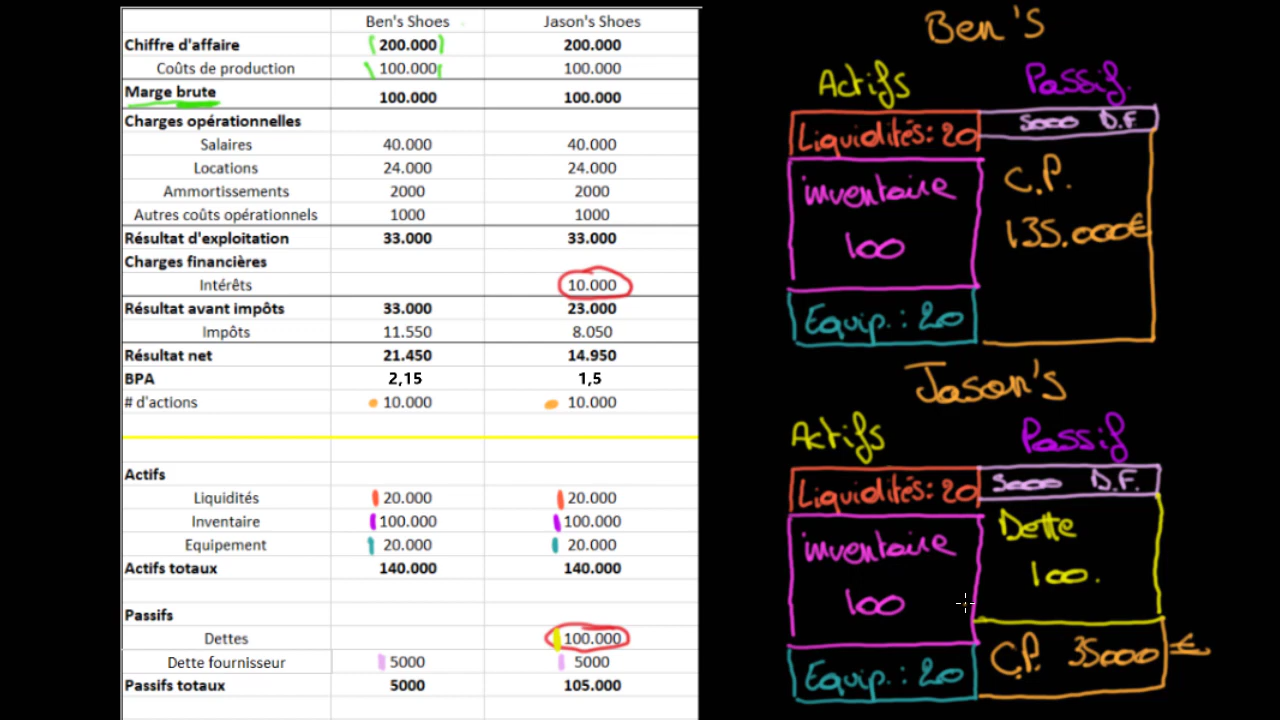 Ben's Shoes Jason's Shoes
Chiffre d'affaire 200.000 200.000
Coûts de production 100.000 100.000
Marge brute 100.000 100.000
Charges opérationnelles
Salaires 40.000 40.000
Locations 24.000 24.000
Ammortissements 2000 2000
Autres coûts opérationnels 1000 1000
Résultat d'exploitation 33.000 33.000
Charges financières
Intérêts 10.000
Résultat avant impôts 33.000 23.000
Impôts 11.550 8.050
Résultat net 21.450 14.950
BPA 2,15 1,5
# d'actions 10.000 10.000
Actifs
Liquidités 20.000 20.000
Inventaire 100.000 100.000
Equipement 20.000 20.000
Actifs totaux 140.000 140.000
Passifs
Dettes 100.000
Dette fournisseur 5000 5000
Passifs totaux 5000 105.000
Ben's
Actifs Passif
Liquidités: 20 5000 D.F.
inventaire C.P.
100 135.000€
Equip.: 20
Jason's
Actifs Passif
Liquidités: 20 5000 D.F.
inventaire Dette
100 100.
Equip.: 20 C.P. 35000 €